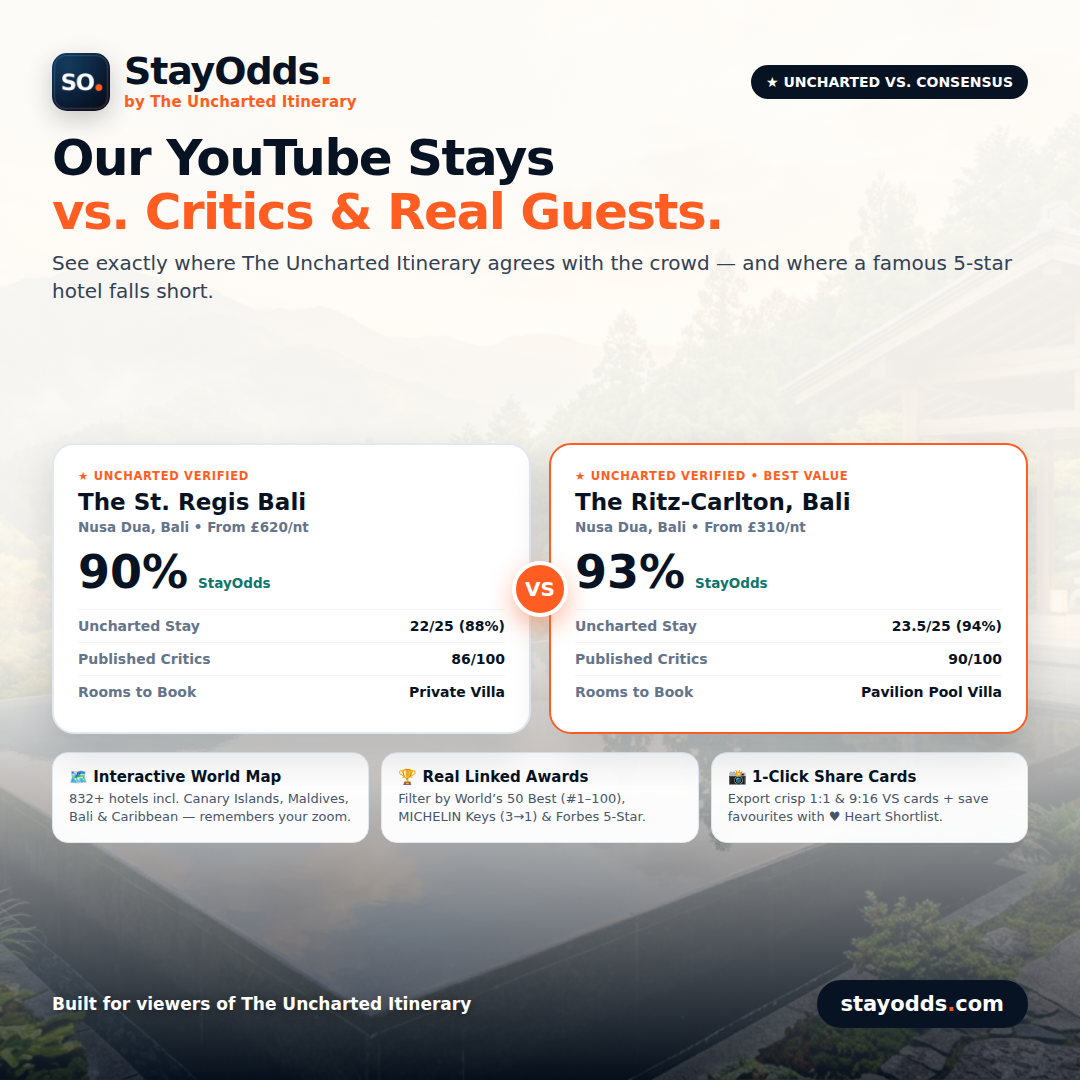 SO.
StayOdds.
by The Uncharted Itinerary
★ UNCHARTED VS. CONSENSUS
Our YouTube Stays
vs. Critics & Real Guests.
See exactly where The Uncharted Itinerary agrees with the crowd — and where a famous 5-star
hotel falls short.
★ UNCHARTED VERIFIED
The St. Regis Bali
Nusa Dua, Bali • From £620/nt
90% StayOdds
Uncharted Stay 22/25 (88%)
Published Critics 86/100
Rooms to Book Private Villa
VS
★ UNCHARTED VERIFIED • BEST VALUE
The Ritz-Carlton, Bali
Nusa Dua, Bali • From £310/nt
93% StayOdds
Uncharted Stay 23.5/25 (94%)
Published Critics 90/100
Rooms to Book Pavilion Pool Villa
🗺️ Interactive World Map
832+ hotels incl. Canary Islands, Maldives,
Bali & Caribbean — remembers your zoom.
🏆 Real Linked Awards
Filter by World’s 50 Best (#1–100),
MICHELIN Keys (3→1) & Forbes 5-Star.
📸 1-Click Share Cards
Export crisp 1:1 & 9:16 VS cards + save
favourites with ♥ Heart Shortlist.
Built for viewers of The Uncharted Itinerary
stayodds.com